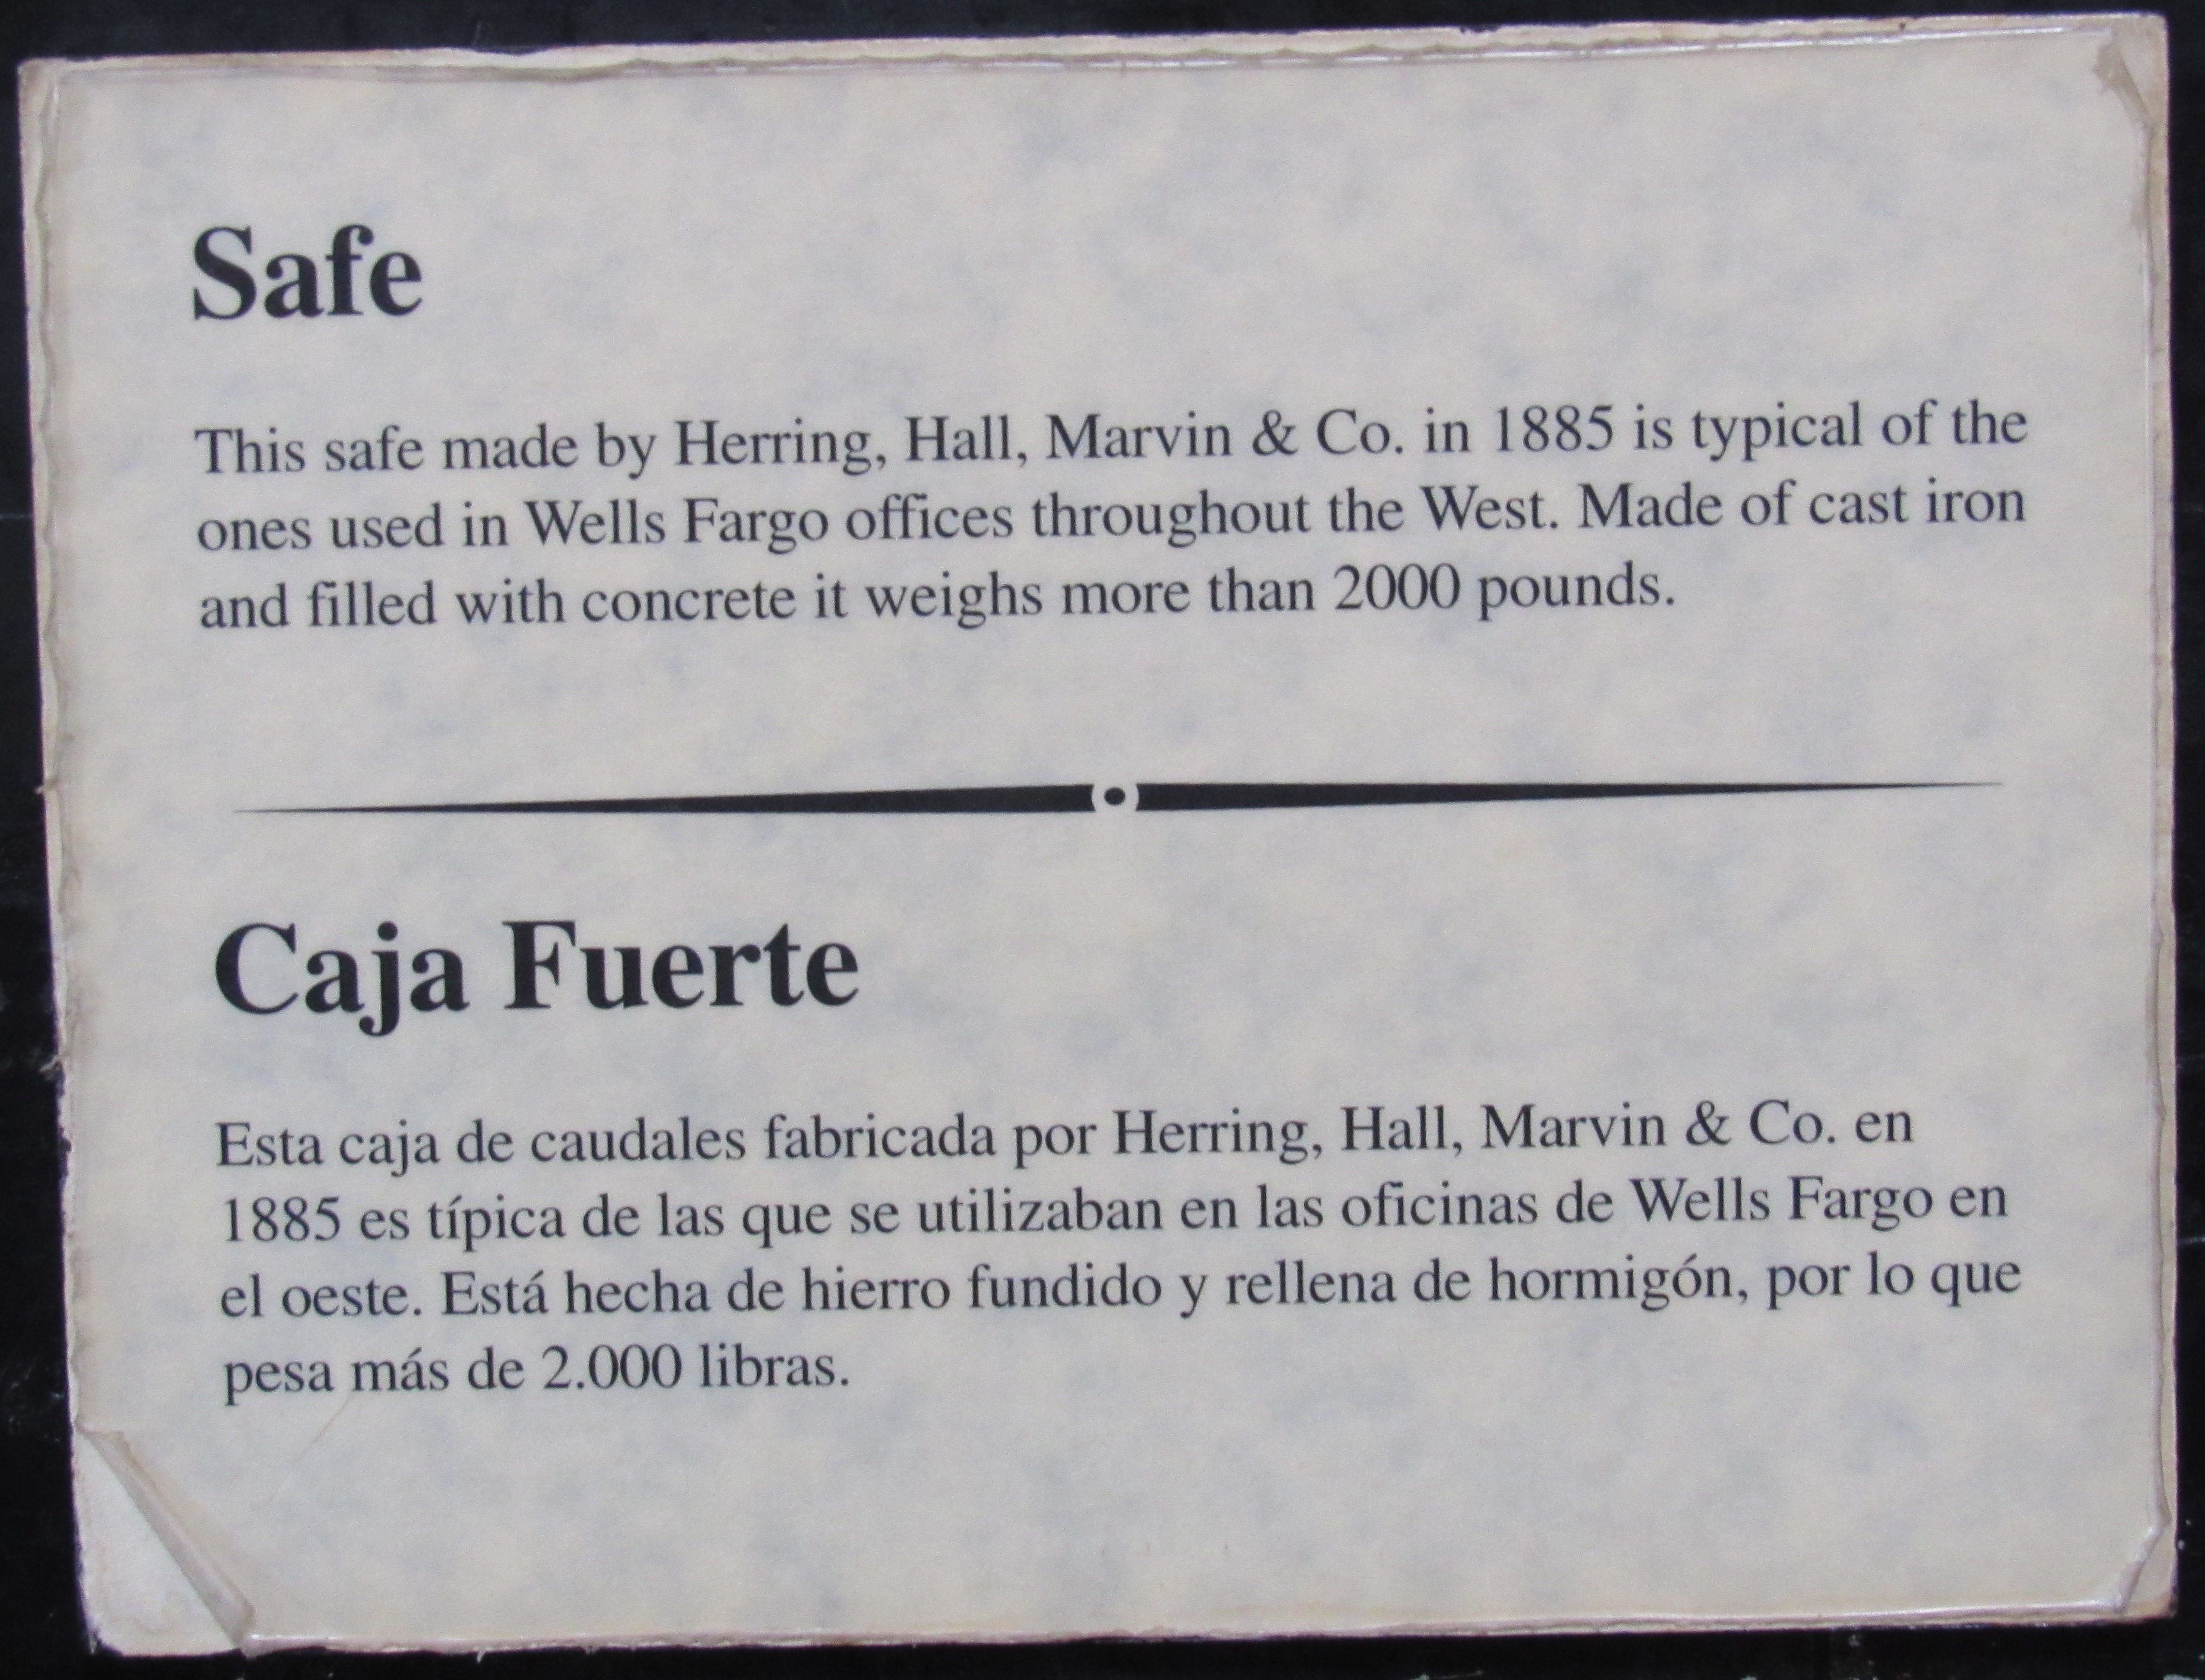 Safe
This safe made by Herring, Hall, Marvin & Co. in 1885 is typical of the
ones used in Wells Fargo offices throughout the West. Made of cast iron
and filled with concrete it weighs more than 2000 pounds.
Caja Fuerte
Esta caja de caudales fabricada por Herring, Hall, Marvin & Co. en
1885 es típica de las que se utilizaban en las oficinas de Wells Fargo en
el oeste. Está hecha de hierro fundido y rellena de hormigón, por lo que
pesa más de 2.000 libras.